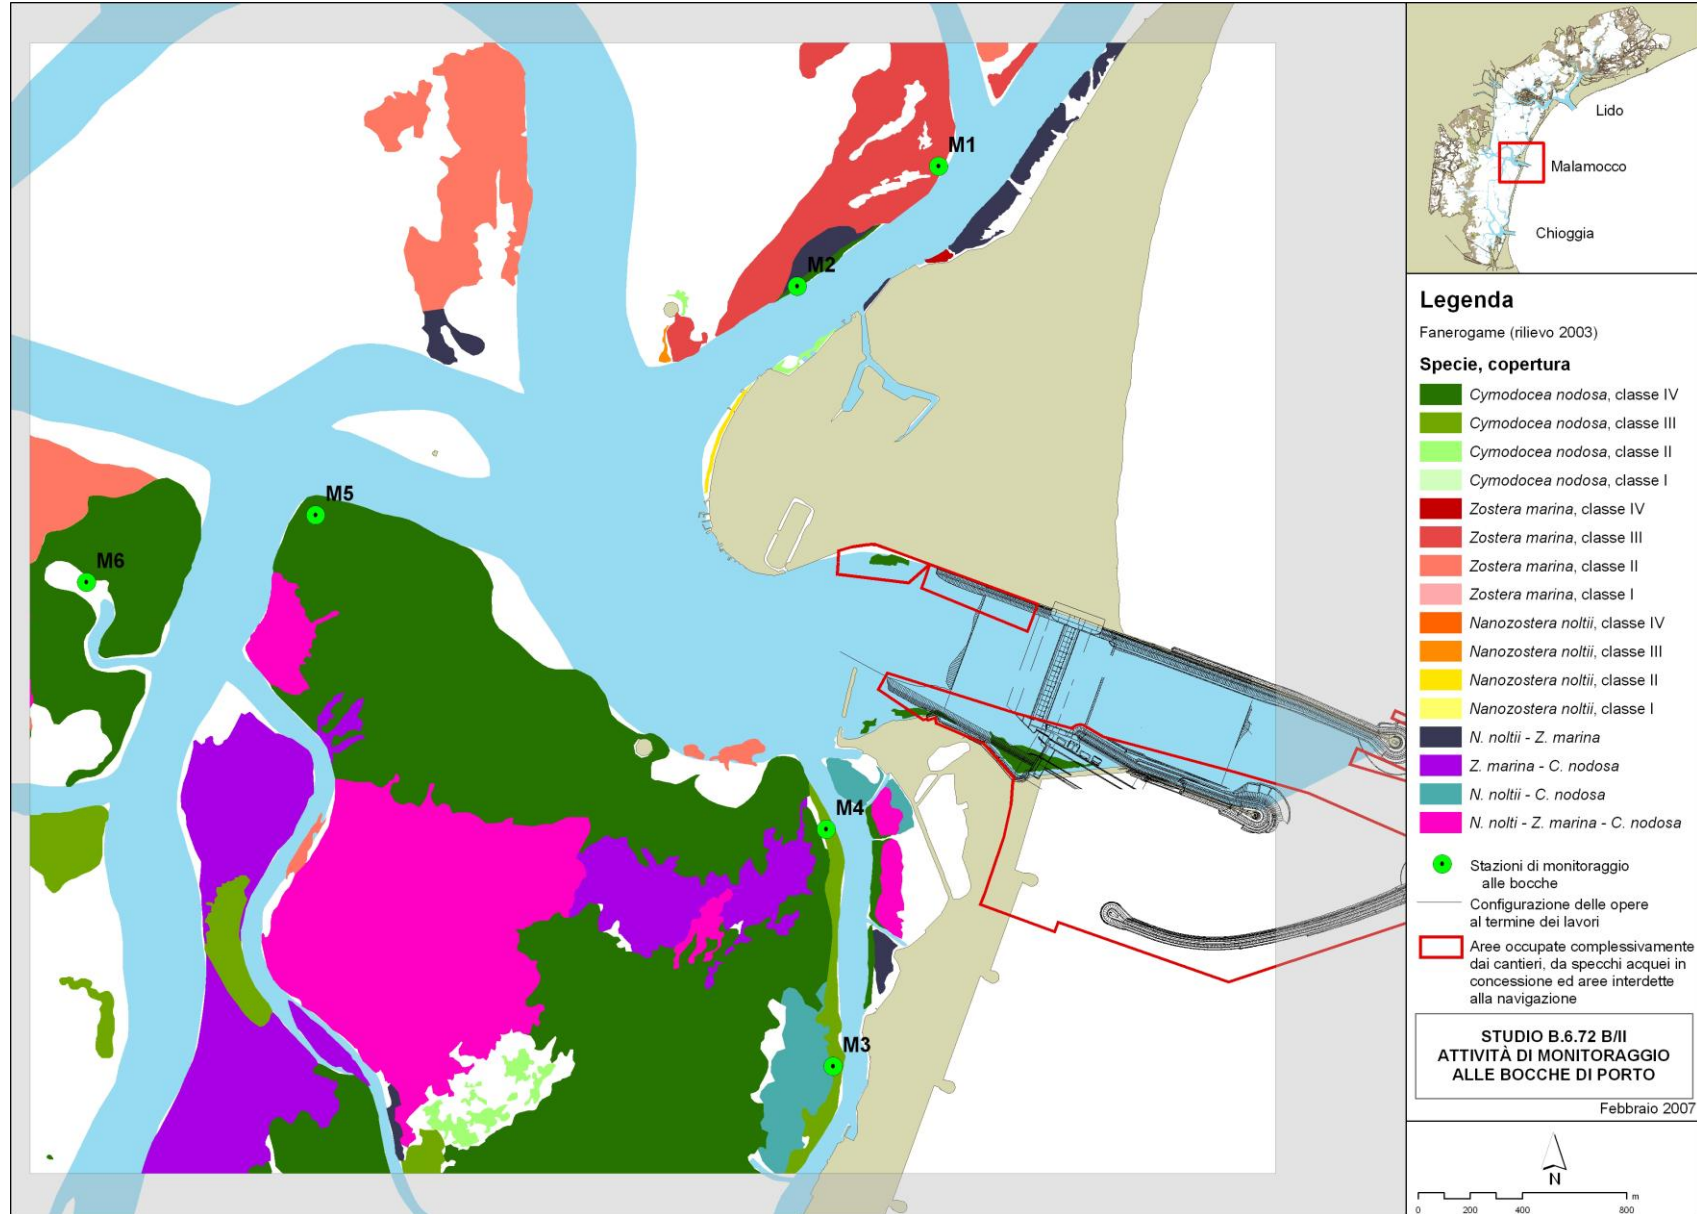 M1
M2
M5
M6
M4
M3
Lido
Malamocco
Chioggia
Legenda
Fanerogame (rilievo 2003)
Specie, copertura
Cymodocea nodosa, classe IV
Cymodocea nodosa, classe III
Cymodocea nodosa, classe II
Cymodocea nodosa, classe I
Zostera marina, classe IV
Zostera marina, classe III
Zostera marina, classe II
Zostera marina, classe I
Nanozostera noltii, classe IV
Nanozostera noltii, classe III
Nanozostera noltii, classe II
Nanozostera noltii, classe I
N. noltii - Z. marina
Z. marina - C. nodosa
N. noltii - C. nodosa
N. nolti - Z. marina - C. nodosa
Stazioni di monitoraggio
alle bocche
Configurazione delle opere
al termine dei lavori
Aree occupate complessivamente
dai cantieri, da specchi acquei in
concessione ed aree interdette
alla navigazione
STUDIO B.6.72 B/II
ATTIVITÀ DI MONITORAGGIO
ALLE BOCCHE DI PORTO
Febbraio 2007
N
m
0 200 400 800